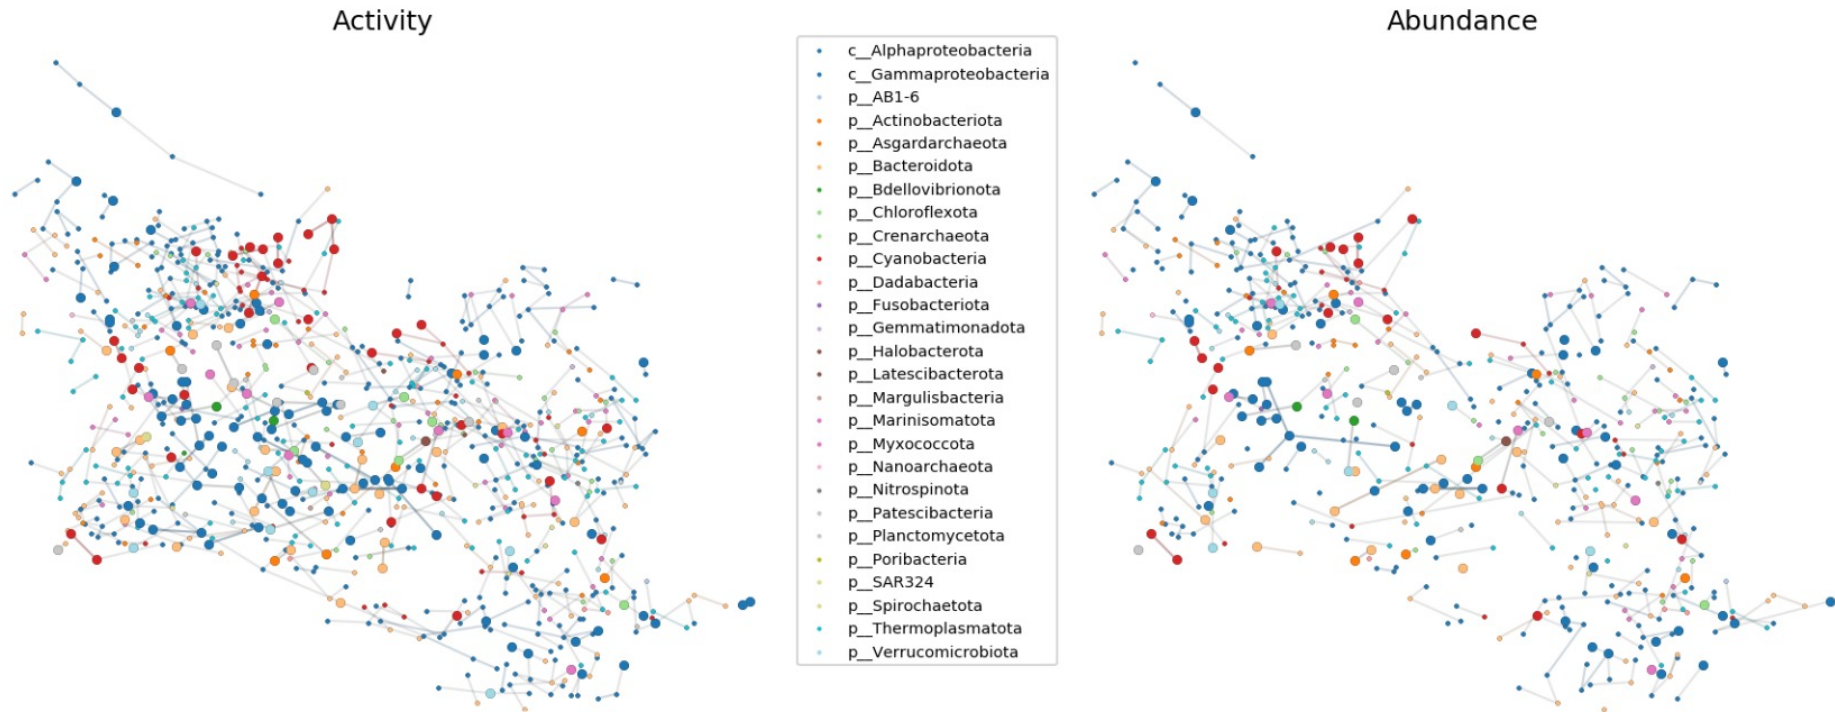 Activity
Abundance
c__Alphaproteobacteria
c__Gammaproteobacteria
p__AB1-6
p__Actinobacteriota
p__Asgardarchaeota
p__Bacteroidota
p__Bdellovibrionota
p__Chloroflexota
p__Crenarchaeota
p__Cyanobacteria
p__Dadabacteria
p__Fusobacteriota
p__Gemmatimonadota
p__Halobacterota
p__Latescibacterota
p__Margulisbacteria
p__Marinisomatota
p__Myxococcota
p__Nanoarchaeota
p__Nitrospinota
p__Patescibacteria
p__Planctomycetota
p__Poribacteria
p__SAR324
p__Spirochaetota
p__Thermoplasmatota
p__Verrucomicrobiota